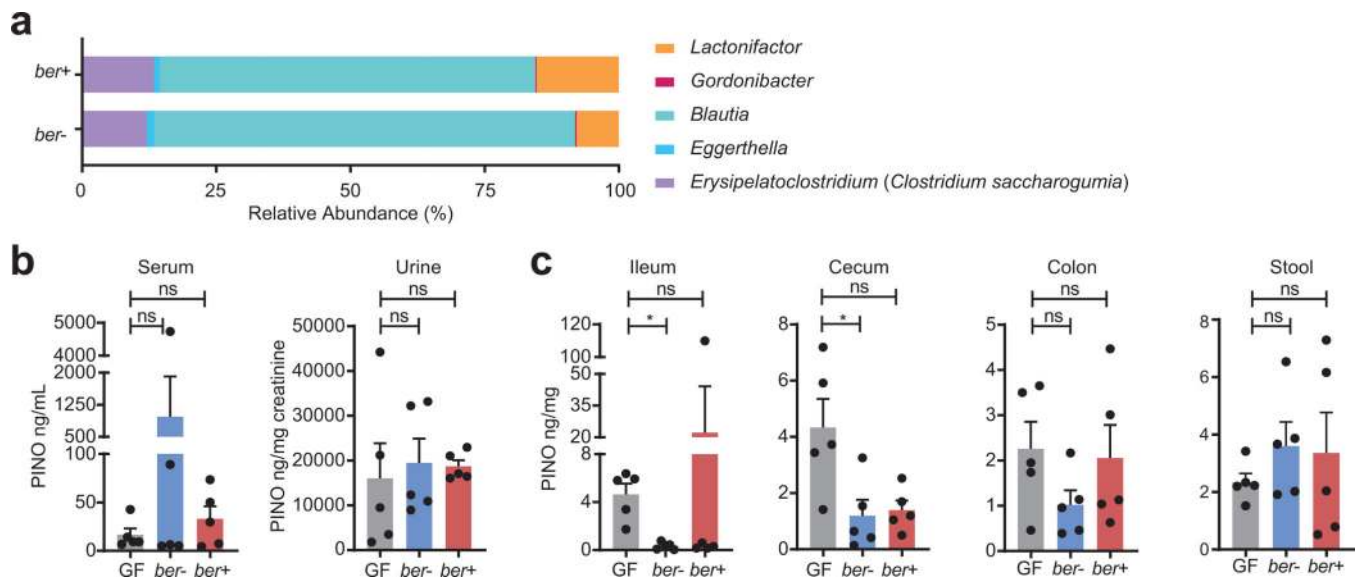 a
ber+
ber-
0 25 50 75 100
Relative Abundance (%)
Lactonifactor
Gordonibacter
Blautia
Eggerthella
Erysipelatoclostridium (Clostridium saccharogumia)
b
Serum
ns
ns
PINO ng/mL
5000
4000
2000
1250
500
100
50
0
GF ber- ber+
Urine
ns
ns
PINO ng/mg creatinine
50000
40000
30000
20000
10000
0
GF ber- ber+
c
Ileum
ns
*
PINO ng/mg
120
100
50
20
8
4
0
GF ber- ber+
Cecum
ns
*
8
6
4
2
0
GF ber- ber+
Colon
ns
ns
5
4
3
2
1
0
GF ber- ber+
Stool
ns
ns
8
6
4
2
0
GF ber- ber+